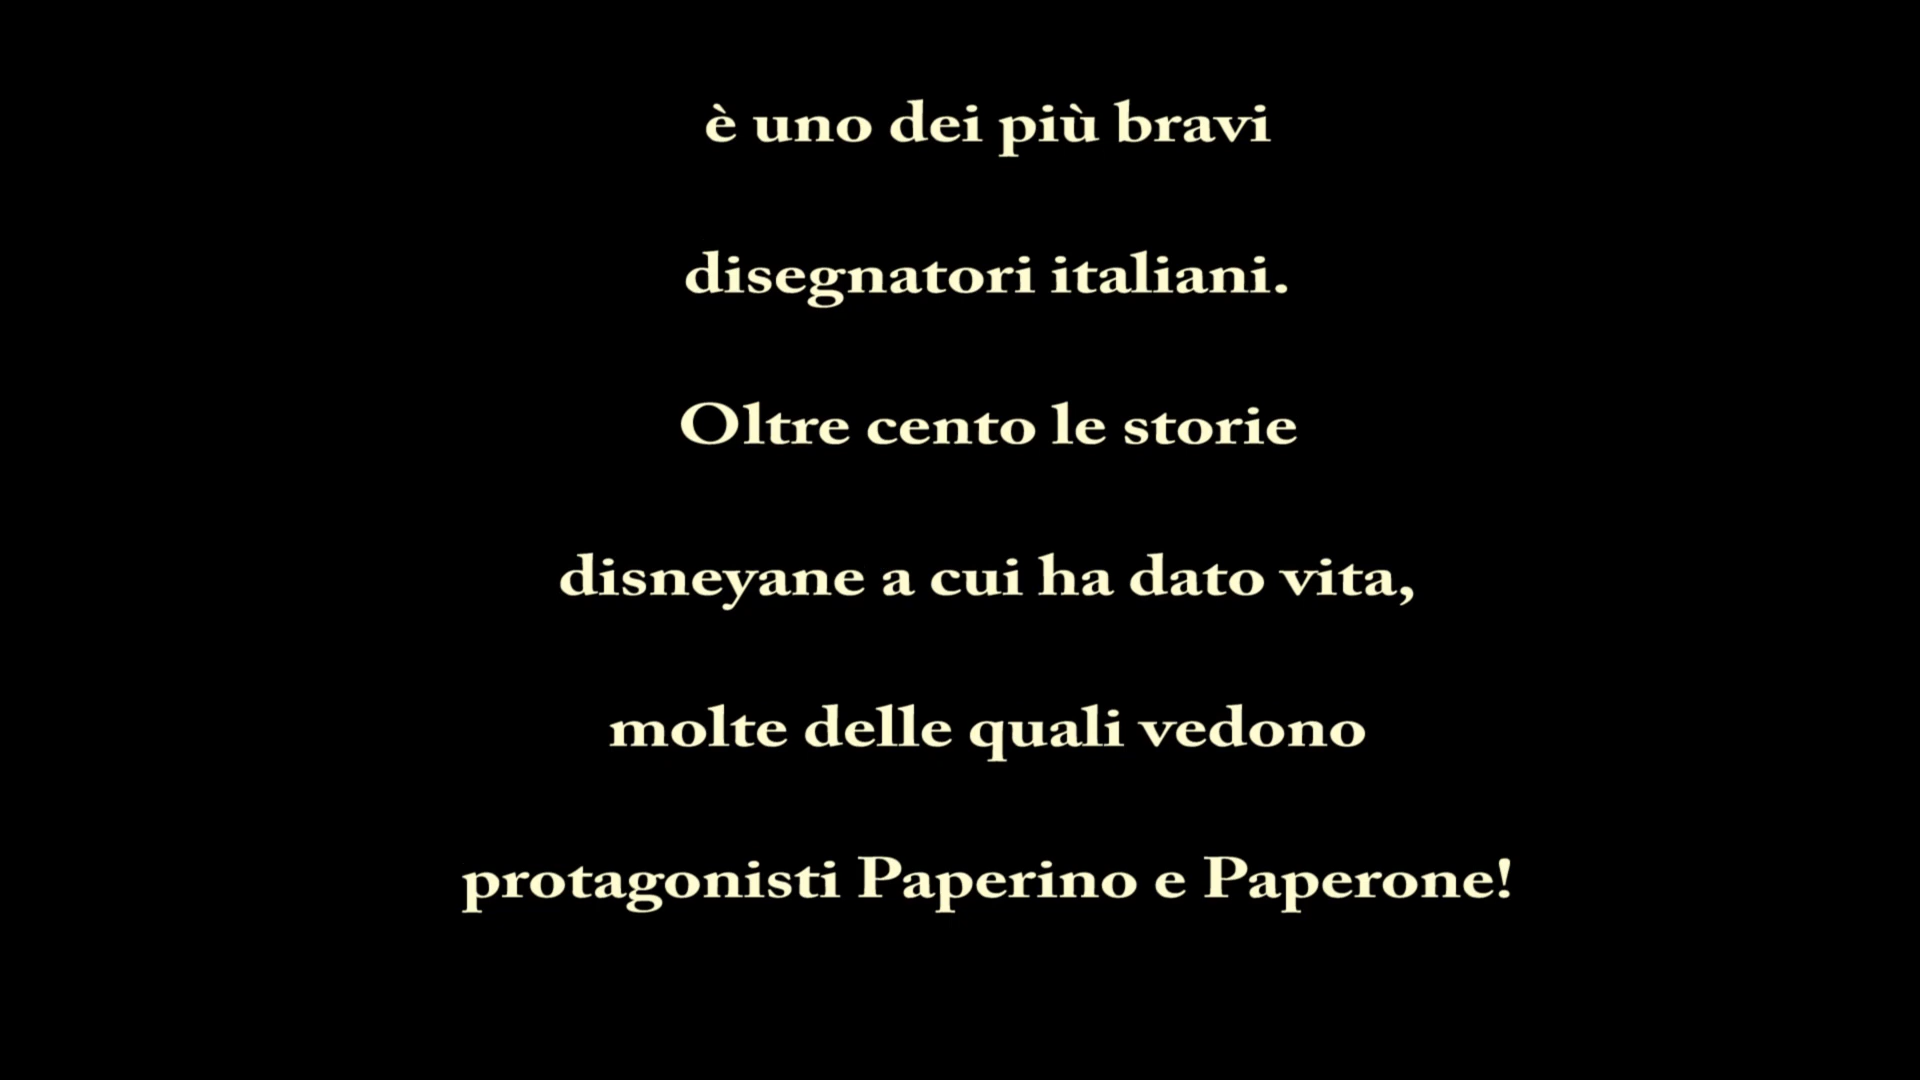 è uno dei più bravi
disegnatori italiani.
Oltre cento le storie
disneyane a cui ha dato vita,
molte delle quali vedono
protagonisti Paperino e Paperone!